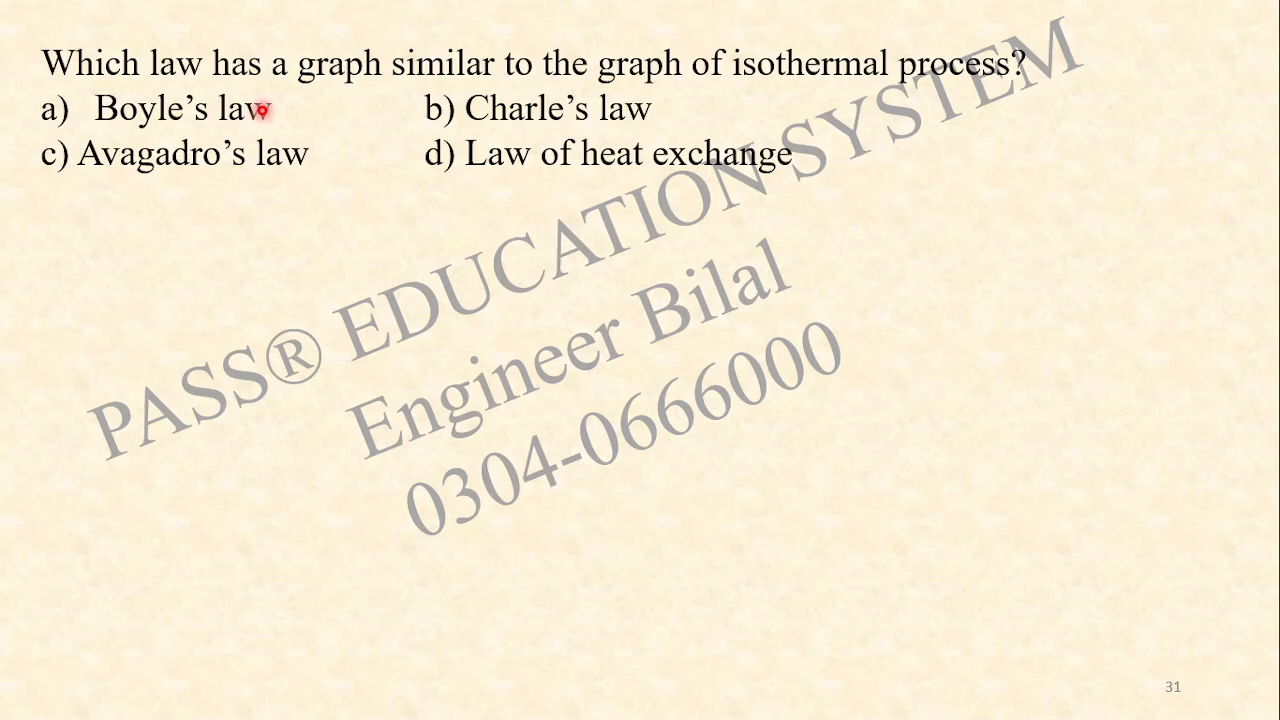 Which law has a graph similar to the graph of isothermal process?
a) Boyle’s law b) Charle’s law
c) Avagadro’s law d) Law of heat exchange
PASS® EDUCATION SYSTEM
Engineer Bilal
0304-0666000
31